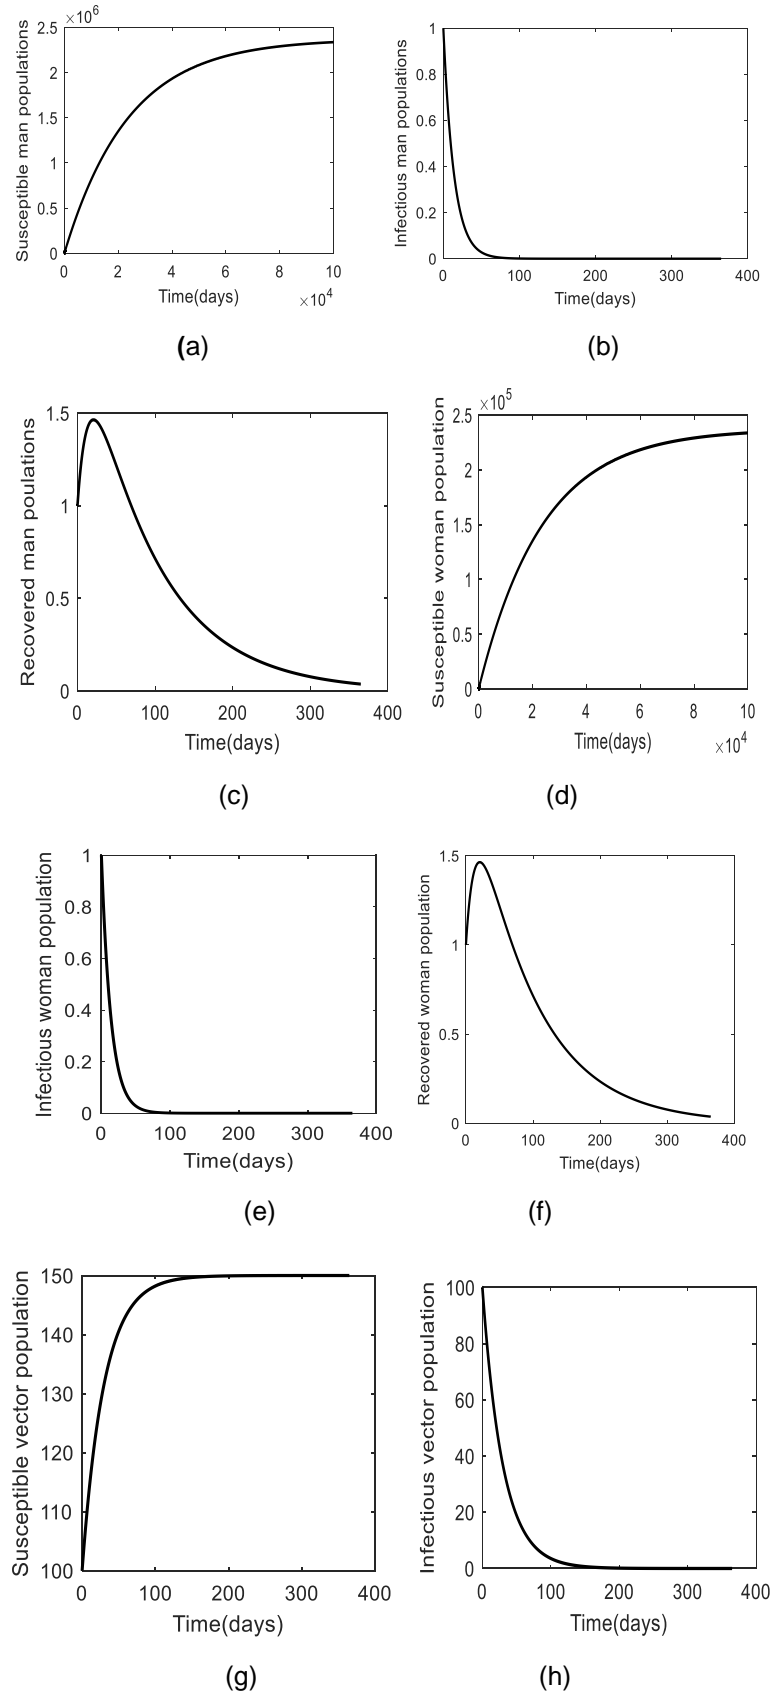 ×10^6
Susceptible man populations
2.5
2
1.5
1
0.5
0
0 2 4 6 8 10
Time(days)
×10^4
(a)
Infectious man populations
1
0.8
0.6
0.4
0.2
0
0 100 200 300 400
Time(days)
(b)
Recovered man poulations
1.5
1
0.5
0
0 100 200 300 400
Time(days)
(c)
×10^5
Susceptible woman population
2.5
2
1.5
1
0.5
0
0 2 4 6 8 10
Time(days)
×10^4
(d)
Infectious woman population
1
0.8
0.6
0.4
0.2
0
0 100 200 300 400
Time(days)
(e)
Recovered woman population
1.5
1
0.5
0
0 100 200 300 400
Time(days)
(f)
Susceptible vector population
150
140
130
120
110
100
0 100 200 300 400
Time(days)
(g)
Infectious vector population
100
80
60
40
20
0
0 100 200 300 400
Time(days)
(h)